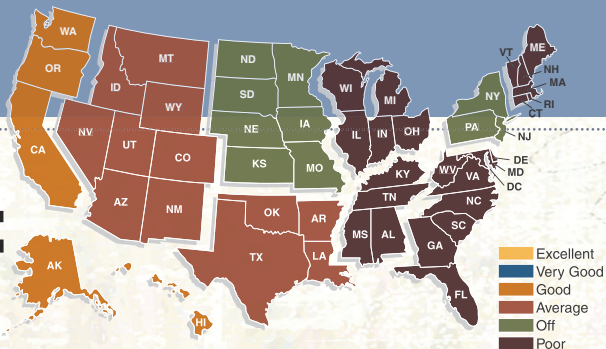 WA
OR
CA
NV
ID
MT
WY
UT
CO
AZ
NM
ND
SD
NE
KS
MN
IA
MO
OK
AR
TX
LA
WI
MI
IL
IN
OH
KY
TN
MS
AL
GA
SC
NC
FL
WV
VA
NY
PA
VT
ME
NH
MA
RI
CT
NJ
DE
MD
DC
AK
HI
Excellent
Very Good
Good
Average
Off
Poor